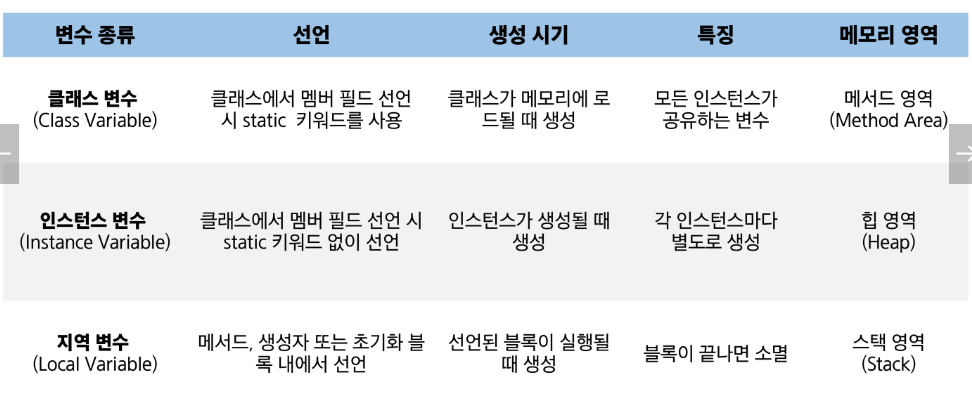 변수 종류 선언 생성 시기 특징 메모리 영역
클래스 변수
(Class Variable)
클래스에서 멤버 필드 선언
시 static 키워드를 사용
클래스가 메모리에 로
드될 때 생성
모든 인스턴스가
공유하는 변수
메서드 영역
(Method Area)
인스턴스 변수
(Instance Variable)
클래스에서 멤버 필드 선언 시
static 키워드 없이 선언
인스턴스가 생성될 때
생성
각 인스턴스마다
별도로 생성
힙 영역
(Heap)
지역 변수
(Local Variable)
메서드, 생성자 또는 초기화 블
록 내에서 선언
선언된 블록이 실행될
때 생성
블록이 끝나면 소멸
스택 영역
(Stack)